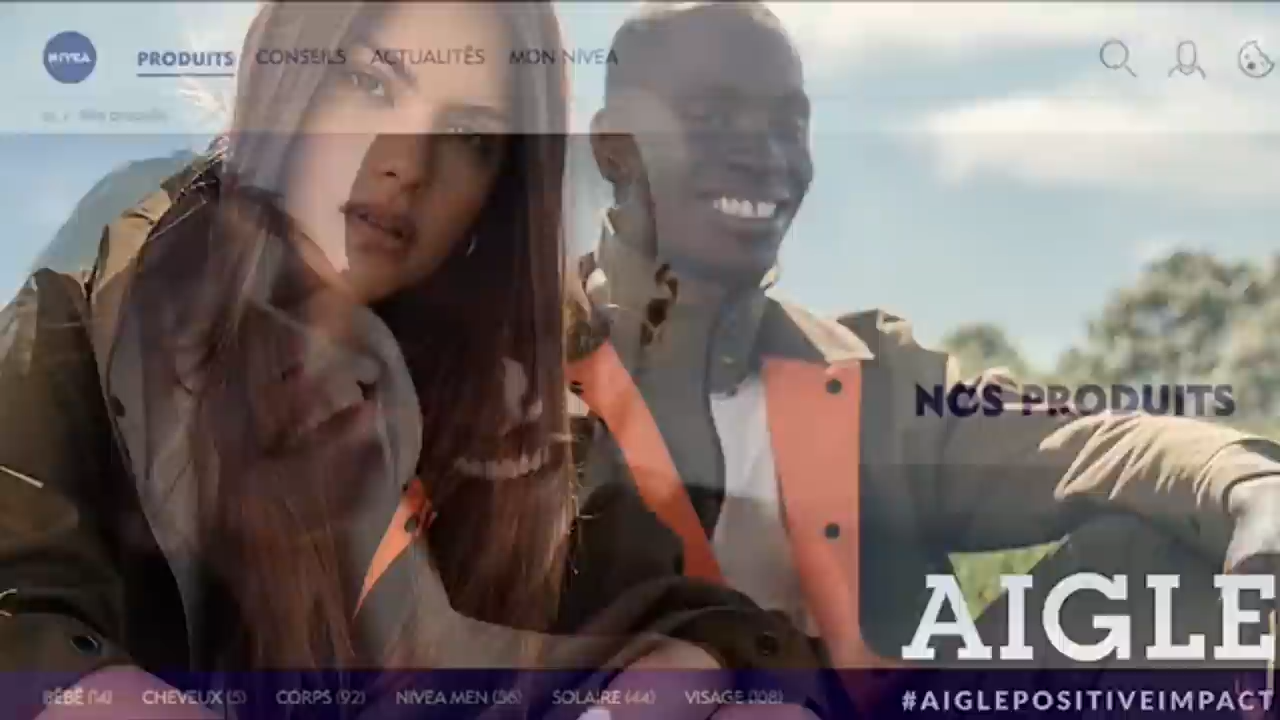 NIVEA
PRODUITS CONSEILS ACTUALITÉS MON NIVEA
NOS PRODUITS
AIGLE
BÉBÉ (14) CHEVEUX (5) CORPS (92) NIVEA MEN (36) SOLAIRE (44) VISAGE (108)
#AIGLEPOSITIVEIMPACT